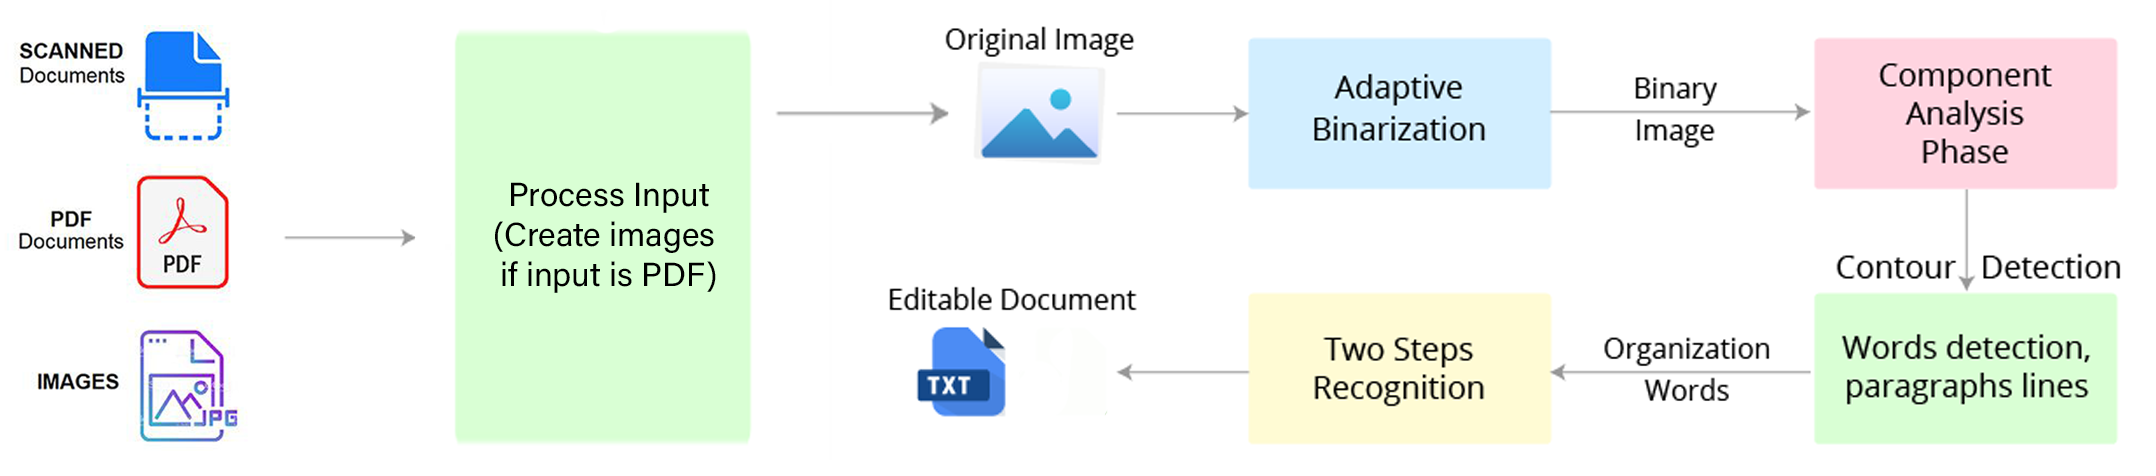 SCANNED
Documents
PDF
Documents
PDF
IMAGES
JPG
Process Input
(Create images
if input is PDF)
Original Image
Adaptive
Binarization
Binary
Image
Component
Analysis
Phase
Contour Detection
Words detection,
paragraphs lines
Organization
Words
Two Steps
Recognition
Editable Document
TXT